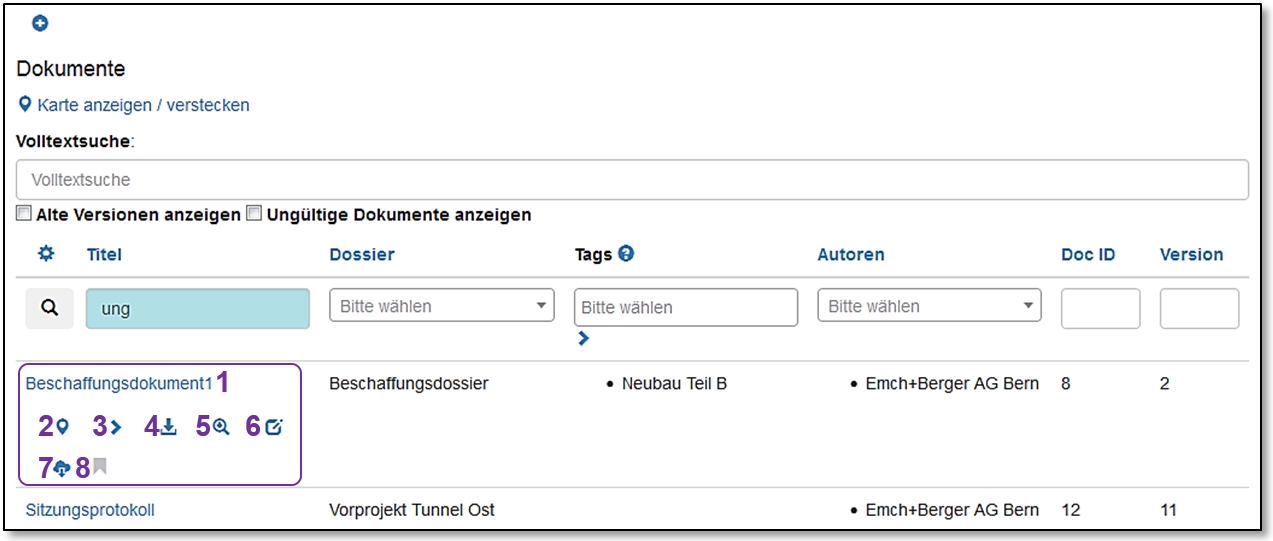 Dokumente
Karte anzeigen / verstecken
Volltextsuche:
Volltextsuche
Alte Versionen anzeigen Ungültige Dokumente anzeigen
Titel Dossier Tags Autoren Doc ID Version
ung Bitte wählen Bitte wählen Bitte wählen
Beschaffungsdokument1 1 Beschaffungsdossier • Neubau Teil B • Emch+Berger AG Bern 8 2
2 3 4 5 6
7 8
Sitzungsprotokoll Vorprojekt Tunnel Ost • Emch+Berger AG Bern 12 11